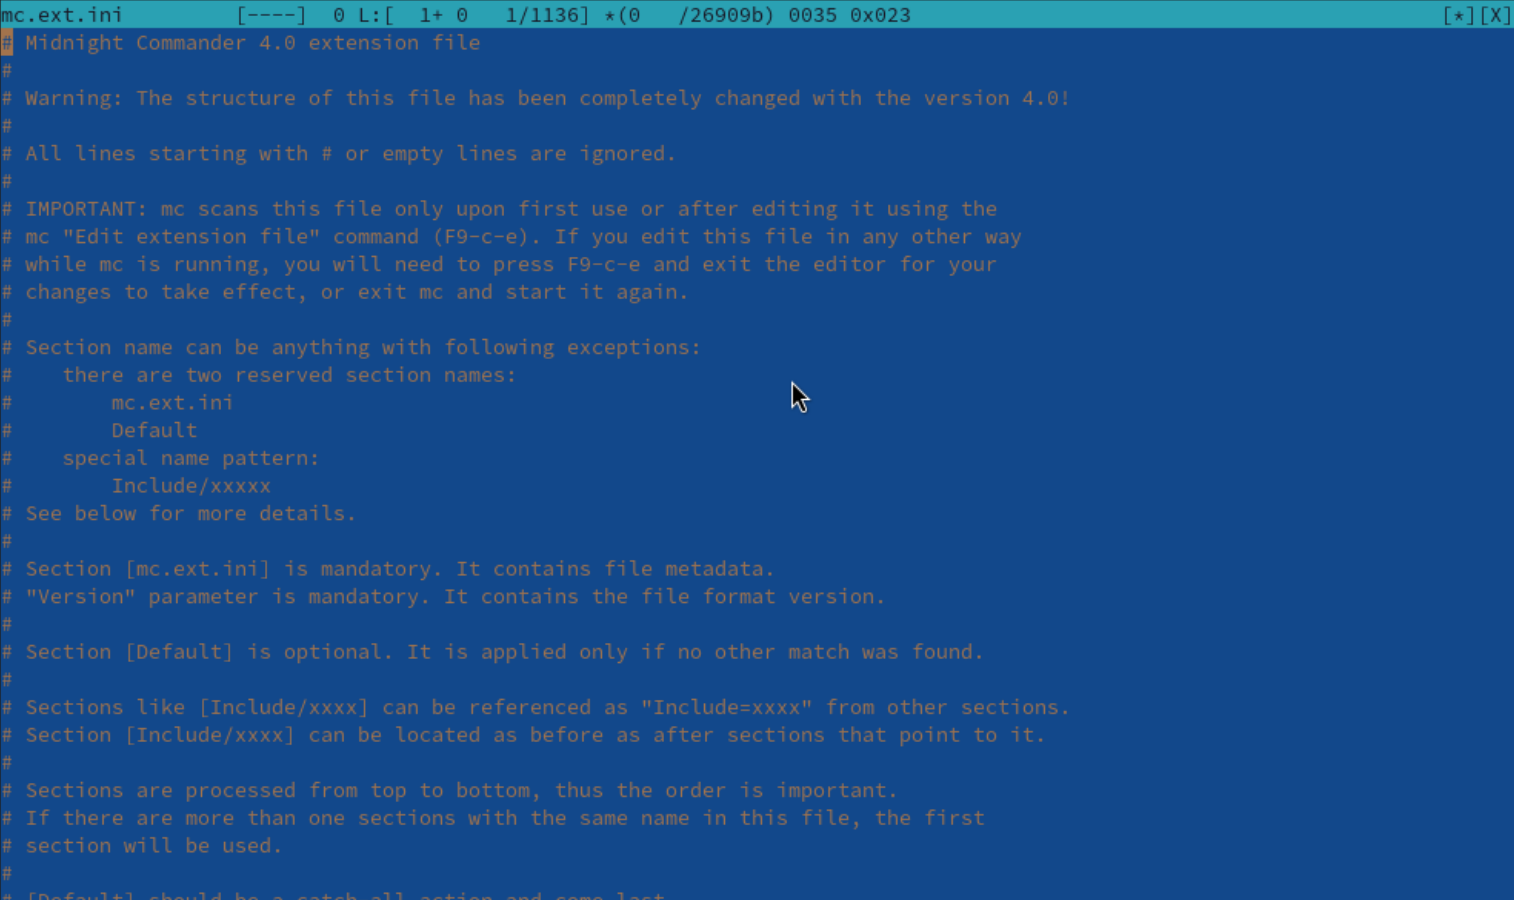 mc.ext.ini [----] 0 L:[ 1+ 0 1/1136] *(0 /26909b) 0035 0x023 [*][X]
# Midnight Commander 4.0 extension file
#
# Warning: The structure of this file has been completely changed with the version 4.0!
#
# All lines starting with # or empty lines are ignored.
#
# IMPORTANT: mc scans this file only upon first use or after editing it using the
# mc "Edit extension file" command (F9-c-e). If you edit this file in any other way
# while mc is running, you will need to press F9-c-e and exit the editor for your
# changes to take effect, or exit mc and start it again.
#
# Section name can be anything with following exceptions:
#    there are two reserved section names:
#        mc.ext.ini
#        Default
#    special name pattern:
#        Include/xxxxx
# See below for more details.
#
# Section [mc.ext.ini] is mandatory. It contains file metadata.
# "Version" parameter is mandatory. It contains the file format version.
#
# Section [Default] is optional. It is applied only if no other match was found.
#
# Sections like [Include/xxxx] can be referenced as "Include=xxxx" from other sections.
# Section [Include/xxxx] can be located as before as after sections that point to it.
#
# Sections are processed from top to bottom, thus the order is important.
# If there are more than one sections with the same name in this file, the first
# section will be used.
#
# [Default] should be a catch all action and come last